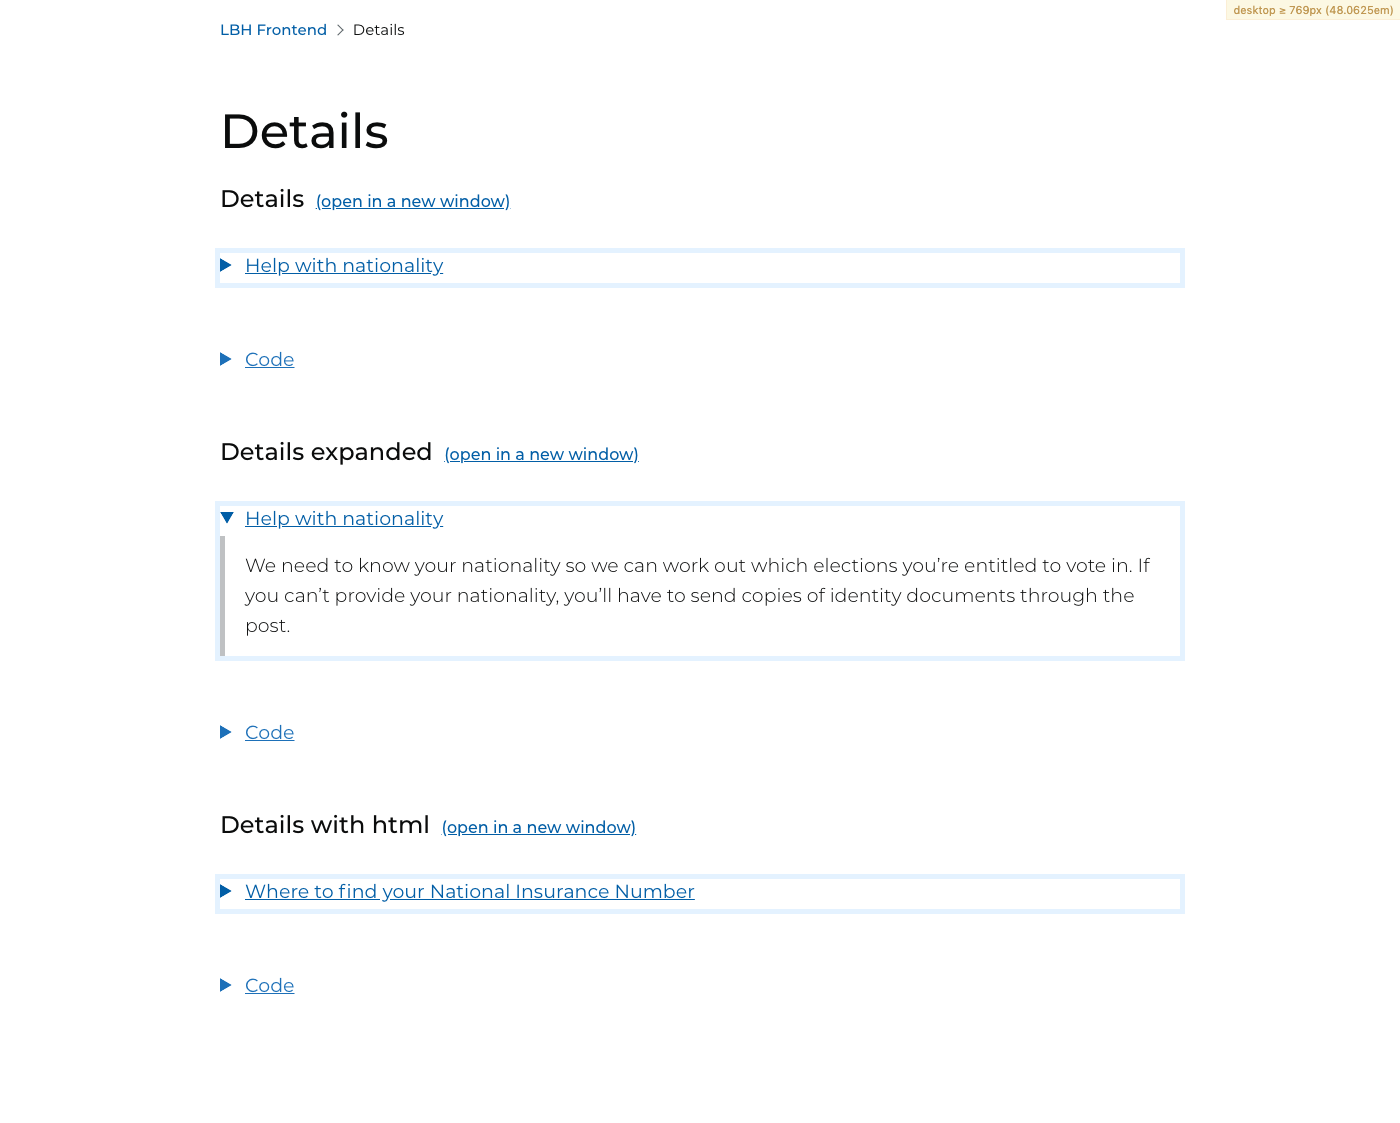 desktop ≥ 769px (48.0625em)
LBH Frontend > Details
Details
Details (open in a new window)
Help with nationality
Code
Details expanded (open in a new window)
Help with nationality
We need to know your nationality so we can work out which elections you’re entitled to vote in. If
you can’t provide your nationality, you’ll have to send copies of identity documents through the
post.
Code
Details with html (open in a new window)
Where to find your National Insurance Number
Code